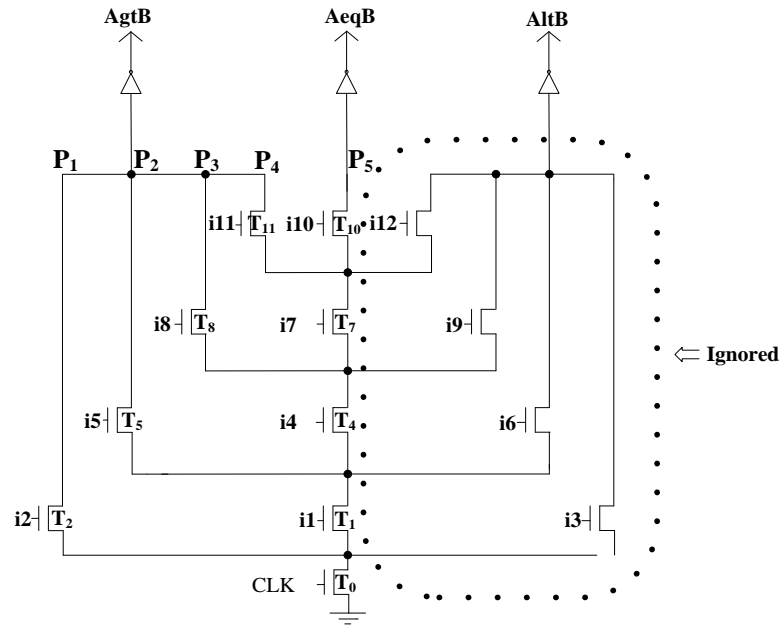 AgtB AeqB AltB
P1 P2 P3 P4 P5
i11 T11 i10 T10 i12
i8 T8 i7 T7 i9
Ignored
i5 T5 i4 T4 i6
i2 T2 i1 T1 i3
CLK T0